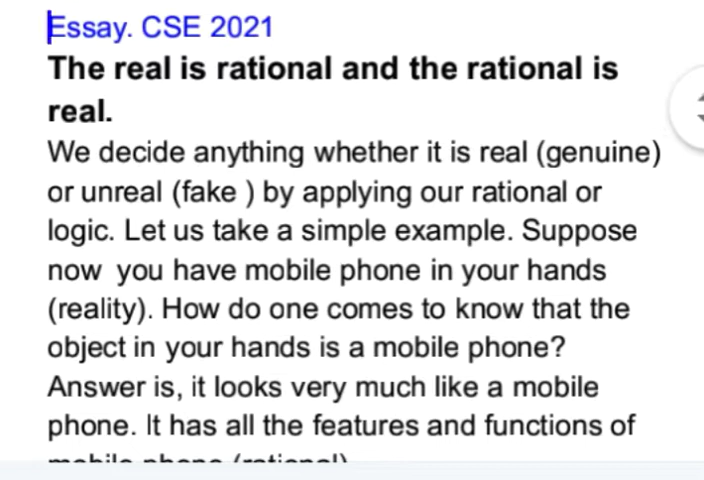 Essay. CSE 2021
The real is rational and the rational is
real.
We decide anything whether it is real (genuine)
or unreal (fake ) by applying our rational or
logic. Let us take a simple example. Suppose
now  you have mobile phone in your hands
(reality). How do one comes to know that the
object in your hands is a mobile phone?
Answer is, it looks very much like a mobile
phone. It has all the features and functions of
mobile phone (rational)